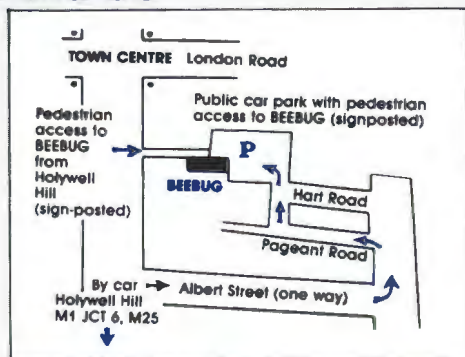 TOWN CENTRE London Road
Public car park with pedestrian
access to BEEBUG (signposted)
Pedestrian
access to
BEEBUG
from
Holywell
Hill
(sign-posted)
P
BEEBUG
Hart Road
Pageant Road
By car
Albert Street (one way)
Holywell Hill
M1 JCT 6, M25